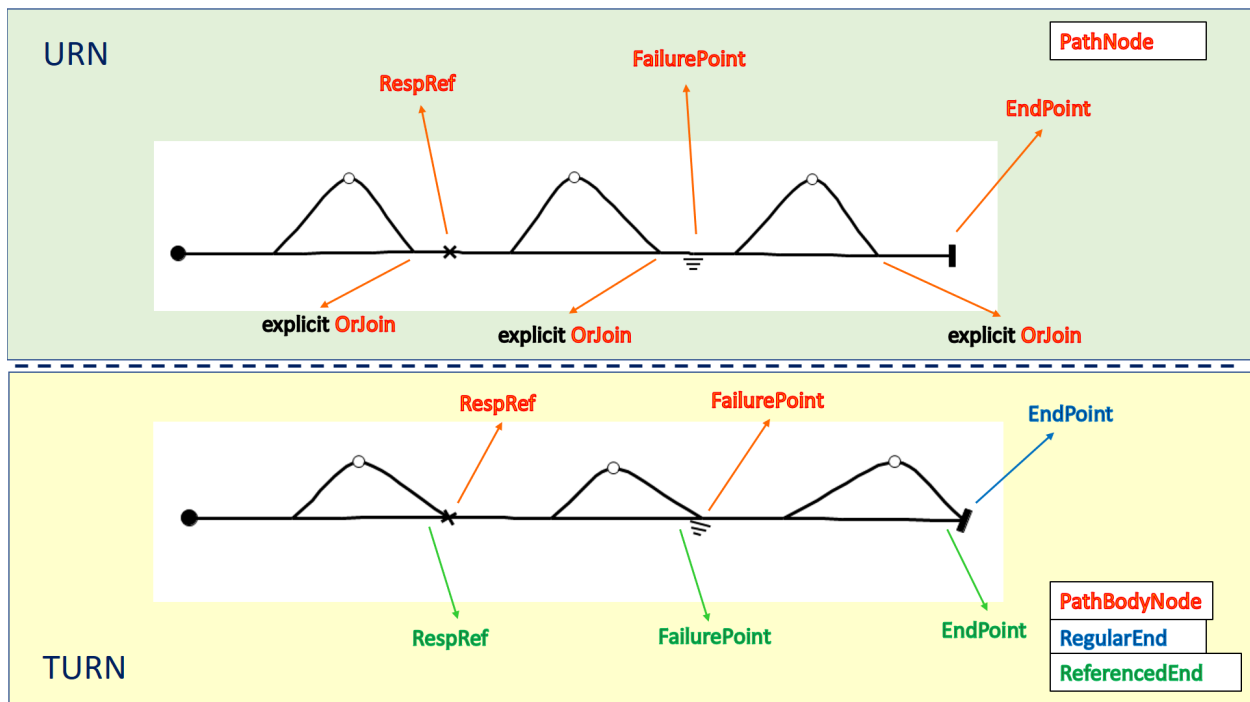 URN
PathNode
FailurePoint
RespRef
EndPoint
explicit OrJoin
explicit OrJoin
explicit OrJoin
RespRef
FailurePoint
EndPoint
RespRef
FailurePoint
EndPoint
PathBodyNode
RegularEnd
ReferencedEnd
TURN